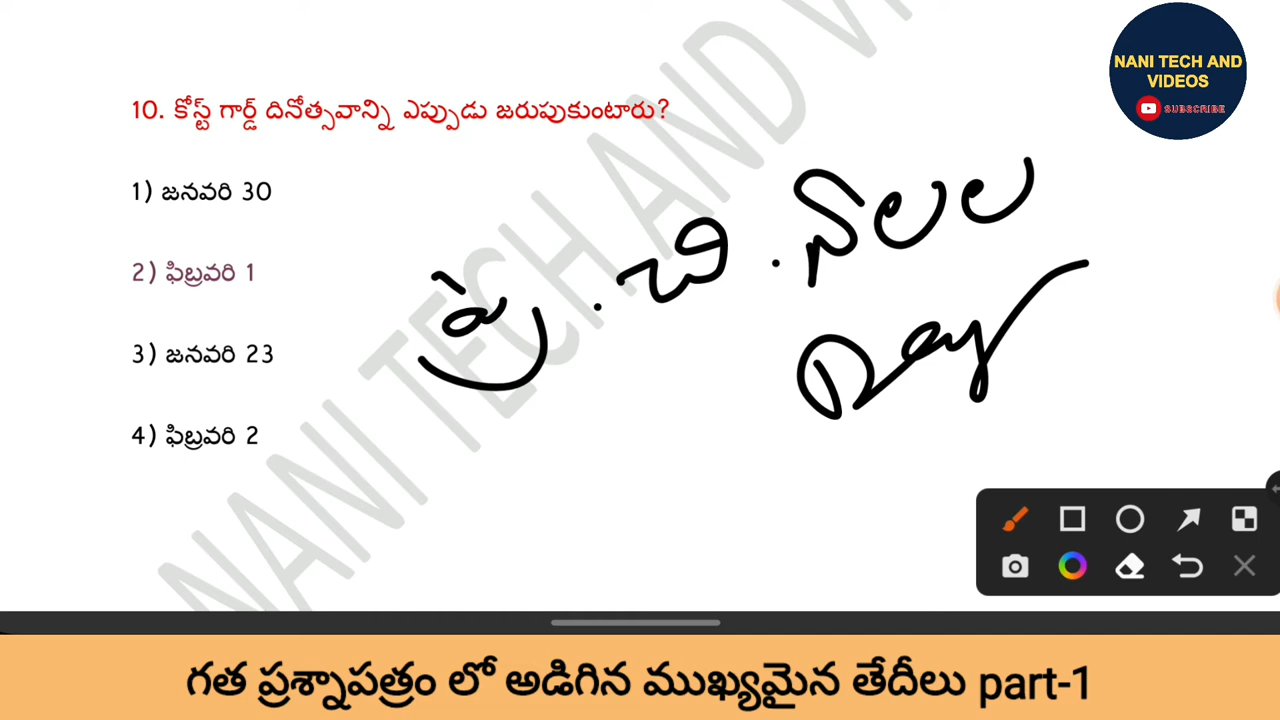 NANI TECH AND
VIDEOS
SUBSCRIBE
10. కోస్ట్ గార్డ్ దినోత్సవాన్ని ఎప్పుడు జరుపుకుంటారు?
1) జనవరి 30
2) ఫిబ్రవరి 1
3) జనవరి 23
4) ఫిబ్రవరి 2
ప్ర . చి . నేలల
Day
NANI TECH AND VI
గత ప్రశ్నాపత్రం లో అడిగిన ముఖ్యమైన తేదీలు part-1